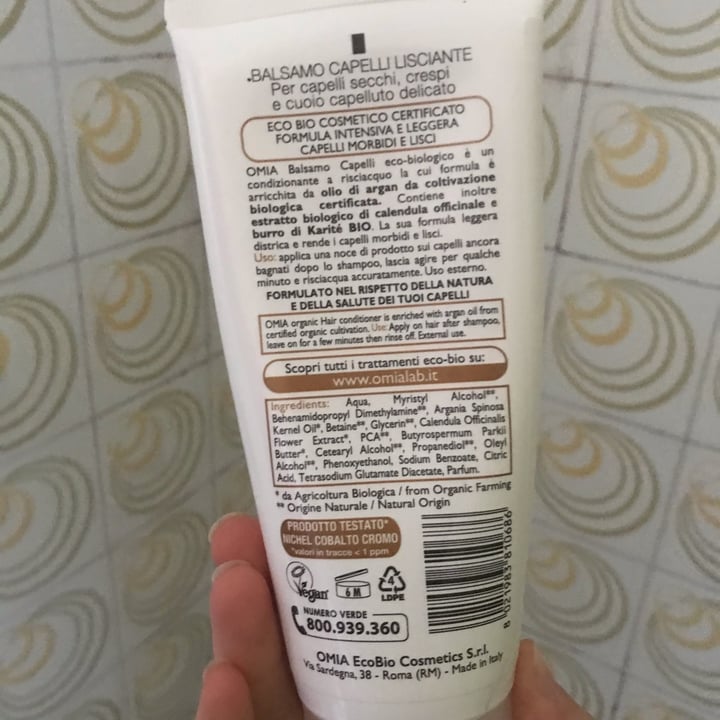 BALSAMO CAPELLI LISCIANTE
Per capelli secchi, crespi
e cuoio capelluto delicato
ECO BIO COSMETICO CERTIFICATO
FORMULA INTENSIVA E LEGGERA
CAPELLI MORBIDI E LISCI
OMIA Balsamo Capelli eco-biologico è un
condizionante a risciacquo la cui formula è
arricchita da olio di argan da coltivazione
biologica certificata. Contiene inoltre
estratto biologico di calendula officinale e
burro di Karité BIO. La sua formula leggera
districa e rende i capelli morbidi e lisci.
Uso: applica una noce di prodotto sui capelli ancora
bagnati dopo lo shampoo, lascia agire per qualche
minuto e risciacqua accuratamente. Uso esterno.
FORMULATO NEL RISPETTO DELLA NATURA
E DELLA SALUTE DEI TUOI CAPELLI
OMIA organic Hair conditioner is enriched with argan oil from
certified organic cultivation. Use: Apply on hair after shampoo,
leave on for a few minutes then rinse off. External use.
Scopri tutti i trattamenti eco-bio su:
www.omialab.it
Ingredients: Aqua, Myristyl Alcohol**,
Behenamidopropyl Dimethylamine**, Argania Spinosa
Kernel Oil*, Betaine**, Glycerin**, Calendula Officinalis
Flower Extract*, PCA**, Butyrospermum Parkii
Butter*, Cetearyl Alcohol**, Propanediol**, Oleyl
Alcohol**, Phenoxyethanol, Sodium Benzoate, Citric
Acid, Tetrasodium Glutamate Diacetate, Parfum.
* da Agricoltura Biologica / from Organic Farming
** Origine Naturale / Natural Origin
PRODOTTO TESTATO*
NICHEL COBALTO CROMO
*valori in tracce < 1 ppm
Vegan
6 M
4
LDPE
8 021983 810686
NUMERO VERDE
800.939.360
OMIA EcoBio Cosmetics S.r.l.
Via Sardegna, 38 - Roma (RM) - Made in Italy